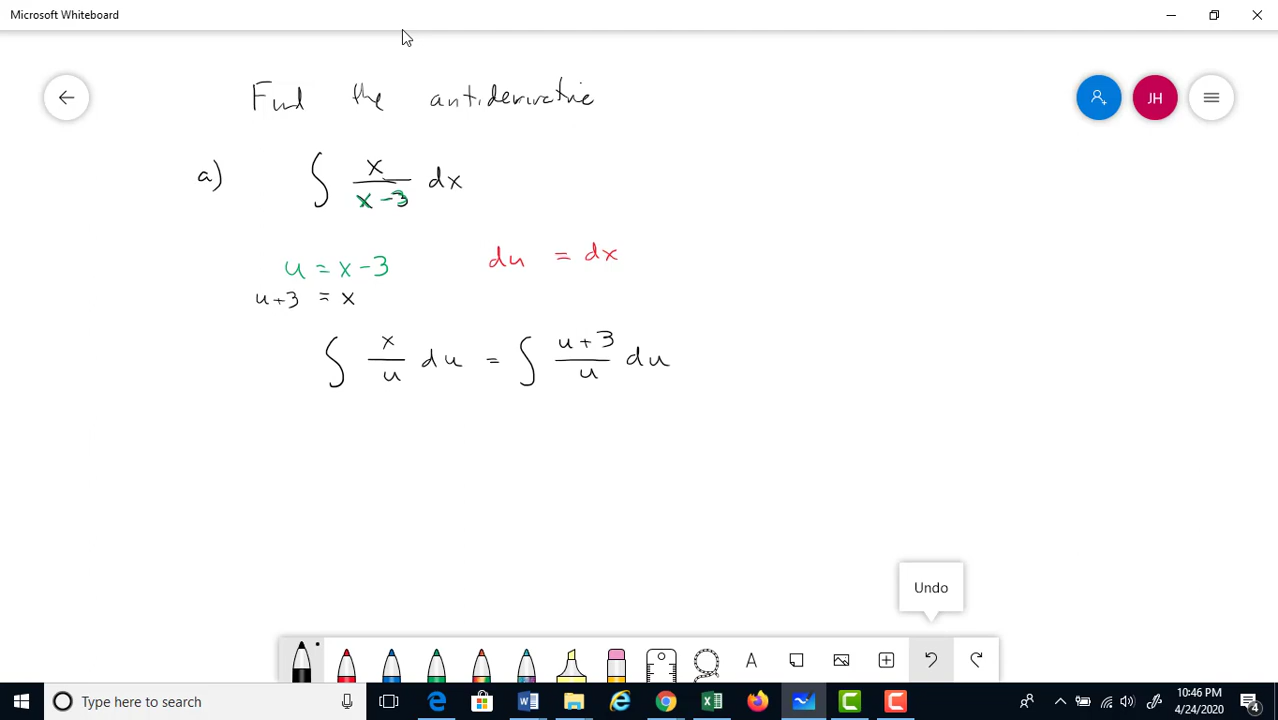 Microsoft Whiteboard
Find the antiderivative
JH
a) ∫ x/(x-3) dx
u = x-3 du = dx
u+3 = x
∫ x/u du = ∫ (u+3)/u du
Undo
A
Type here to search
10:46 PM
4/24/2020
4